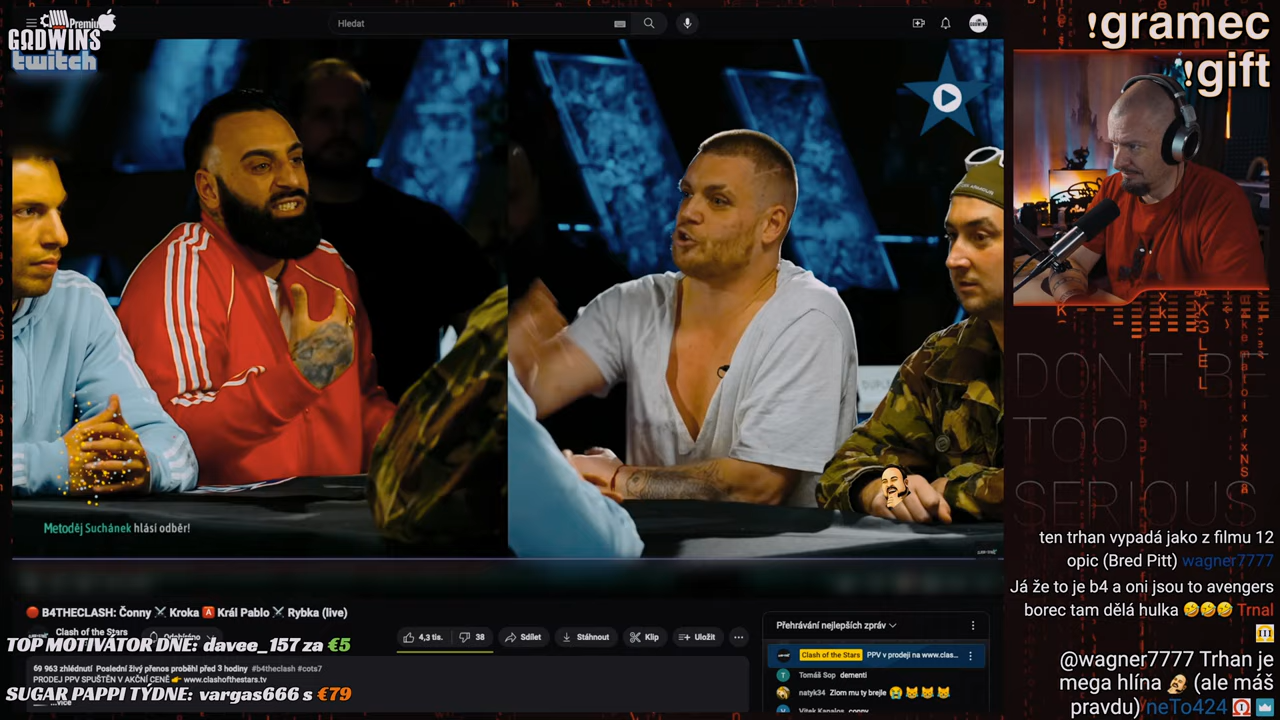 Premiu
GODWINS
twitch
Hledat
!gramec
!gift
DON'T BE
TOO
SERIOUS
Metoděj Suchánek hlásí odběr!
ten trhan vypadá jako z filmu 12
opic (Bred Pitt) wagner7777
Já že to je b4 a oni jsou to avengers
borec tam dělá hulka 🤣🤣🤣 Trnal
@wagner7777 Trhan je
mega hlína (ale máš
pravdu) neTo424
🔴 B4THECLASH: Čonny ⚔️ Kroka 🅰️ Král Pablo ⚔️ Rybka (live)
Clash of the Stars
4,3 tis.
38
Sdílet
Stáhnout
Klip
Uložit
TOP MOTIVÁTOR DNE: davee_157 za €5
69 963 zhlédnutí Poslední živý přenos proběhl před 3 hodiny #b4theclash #cots7
PRODEJ PPV SPUŠTĚN V AKČNÍ CENĚ 👉 www.clashofthestars.tv
SUGAR PAPPI TÝDNE: vargas666 s €79
...více
Přehrávání nejlepších zpráv
Clash of the Stars PPV v prodeji na www.clas...
Tomáš Sop dementi
natyk34 Ziom mu ty brejle 😭😹😹😹